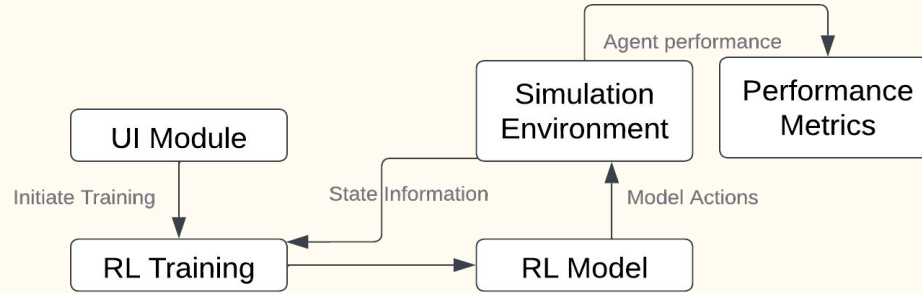 Agent performance
Simulation
Environment
Performance
Metrics
UI Module
Initiate Training
State Information
Model Actions
RL Training
RL Model